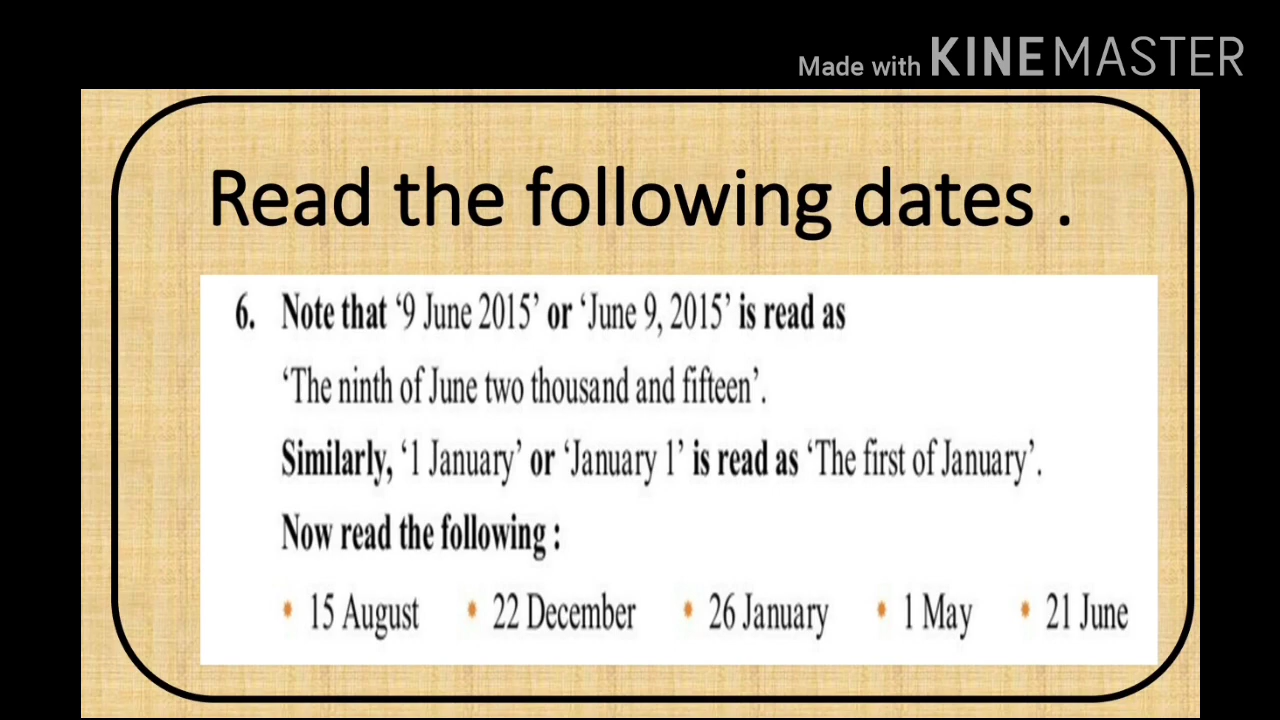 Made with KINEMASTER
Read the following dates .
6. Note that ‘9 June 2015’ or ‘June 9, 2015’ is read as
‘The ninth of June two thousand and fifteen’.
Similarly, ‘1 January’ or ‘January 1’ is read as ‘The first of January’.
Now read the following :
• 15 August • 22 December • 26 January • 1 May • 21 June